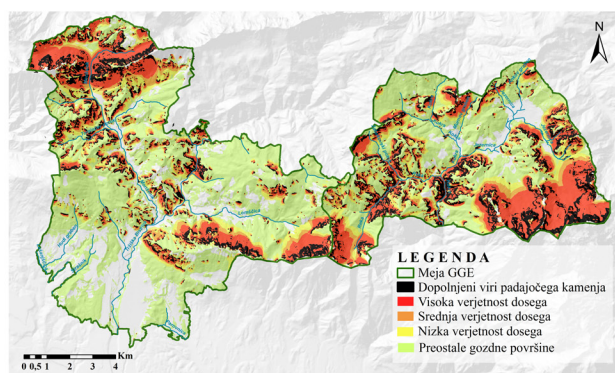 N
LEGENDA
Meja GGE
Dopolnjeni viri padajočega kamenja
Visoka verjetnost dosega
Srednja verjetnost dosega
Nizka verjetnost dosega
Preostale gozdne površine
Km
0 0,5 1 2 3 4